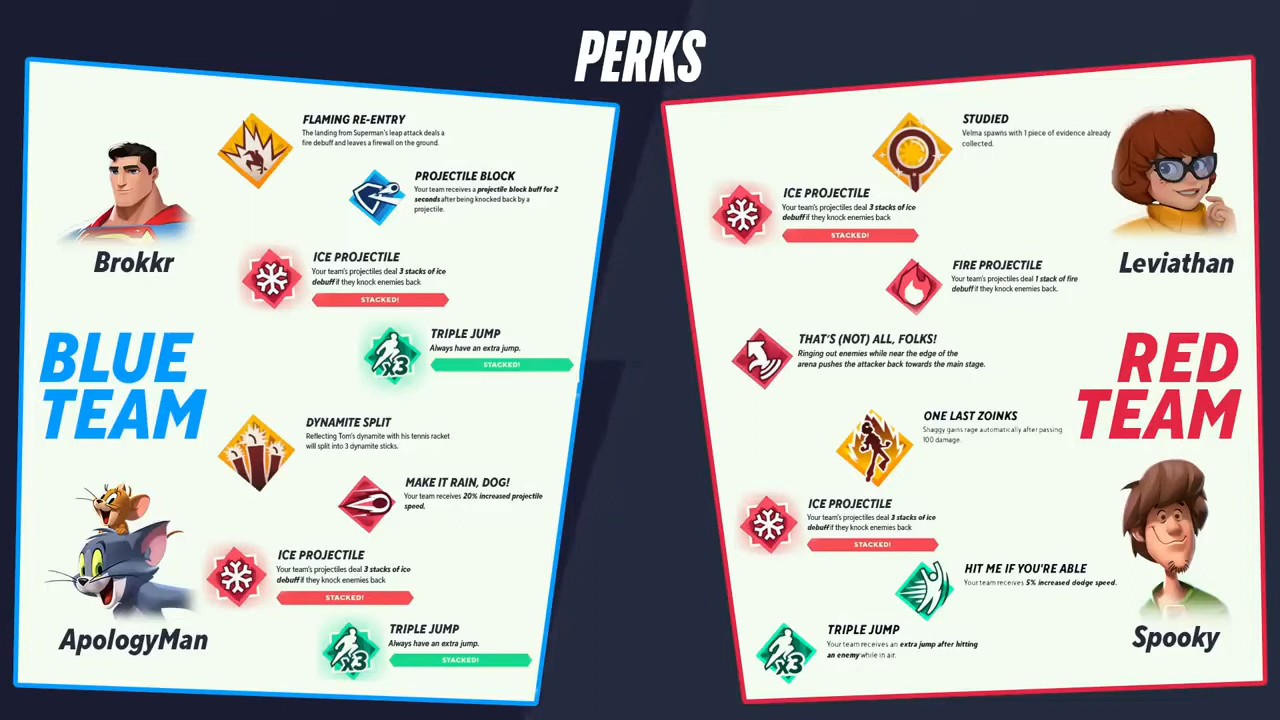 PERKS
FLAMING RE-ENTRY
The landing from Superman's leap attack deals a
fire debuff and leaves a firewall on the ground.
PROJECTILE BLOCK
Your team receives a projectile block buff for 2
seconds after being knocked back by a
projectile.
Brokkr
ICE PROJECTILE
Your team's projectiles deal 3 stacks of ice
debuff if they knock enemies back
STACKED!
TRIPLE JUMP
Always have an extra jump.
STACKED!
BLUE
TEAM
DYNAMITE SPLIT
Reflecting Tom's dynamite with his tennis racket
will split into 3 dynamite sticks.
MAKE IT RAIN, DOG!
Your team receives 20% increased projectile
speed.
ICE PROJECTILE
Your team's projectiles deal 3 stacks of ice
debuff if they knock enemies back
STACKED!
ApologyMan
TRIPLE JUMP
Always have an extra jump.
STACKED!
x3
x3
STUDIED
Velma spawns with 1 piece of evidence already
collected.
ICE PROJECTILE
Your team's projectiles deal 3 stacks of ice
debuff if they knock enemies back
STACKED!
Leviathan
FIRE PROJECTILE
Your team's projectiles deal 1 stack of fire
debuff if they knock enemies back.
THAT'S (NOT) ALL, FOLKS!
Ringing out enemies while near the edge of the
arena pushes the attacker back towards the main stage.
RED
TEAM
ONE LAST ZOINKS
Shaggy gains rage automatically after passing
100 damage.
ICE PROJECTILE
Your team's projectiles deal 3 stacks of ice
debuff if they knock enemies back
STACKED!
HIT ME IF YOU'RE ABLE
Your team receives 5% increased dodge speed.
TRIPLE JUMP
Your team receives an extra jump after hitting
an enemy while in air.
x3
Spooky